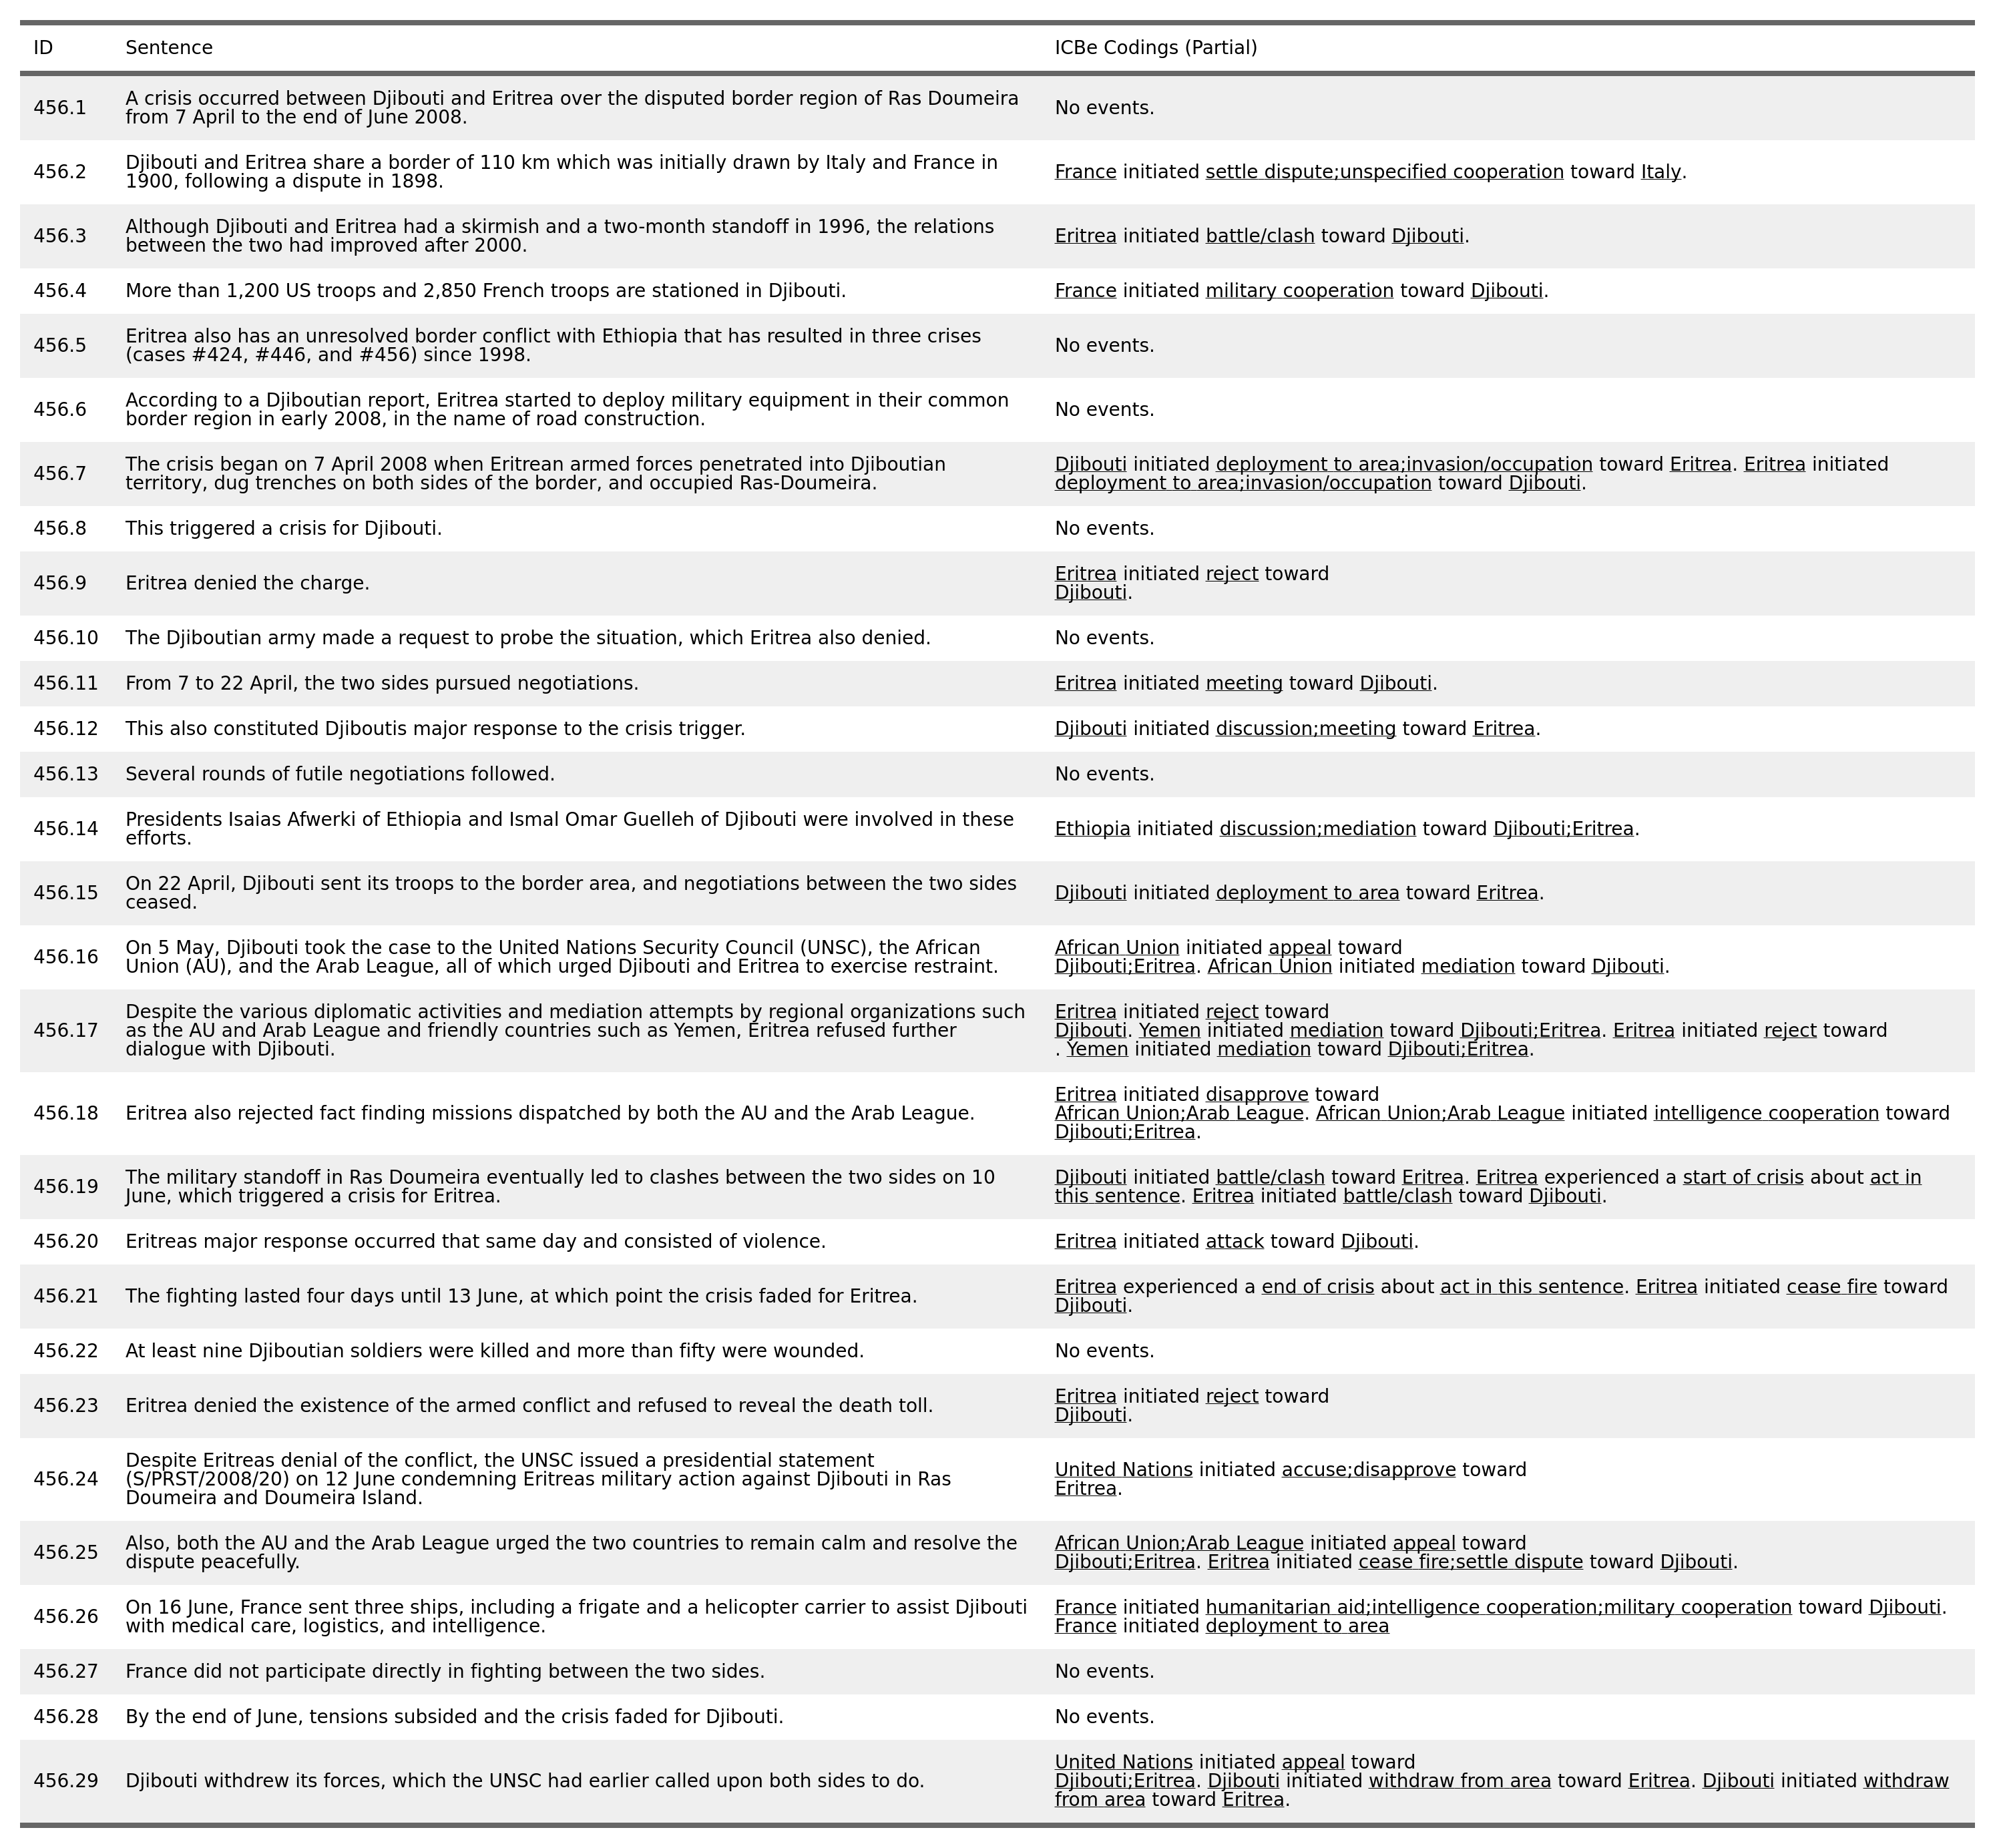 ID Sentence ICBe Codings (Partial)
456.1 A crisis occurred between Djibouti and Eritrea over the disputed border region of Ras Doumeira
from 7 April to the end of June 2008. No events.
456.2 Djibouti and Eritrea share a border of 110 km which was initially drawn by Italy and France in
1900, following a dispute in 1898. France initiated settle dispute;unspecified cooperation toward Italy.
456.3 Although Djibouti and Eritrea had a skirmish and a two-month standoff in 1996, the relations
between the two had improved after 2000. Eritrea initiated battle/clash toward Djibouti.
456.4 More than 1,200 US troops and 2,850 French troops are stationed in Djibouti. France initiated military cooperation toward Djibouti.
456.5 Eritrea also has an unresolved border conflict with Ethiopia that has resulted in three crises
(cases #424, #446, and #456) since 1998. No events.
456.6 According to a Djiboutian report, Eritrea started to deploy military equipment in their common
border region in early 2008, in the name of road construction. No events.
456.7 The crisis began on 7 April 2008 when Eritrean armed forces penetrated into Djiboutian
territory, dug trenches on both sides of the border, and occupied Ras-Doumeira.
Djibouti initiated deployment to area;invasion/occupation toward Eritrea. Eritrea initiated
deployment to area;invasion/occupation toward Djibouti.
456.8 This triggered a crisis for Djibouti. No events.
456.9 Eritrea denied the charge.
Eritrea initiated reject toward
Djibouti.
456.10 The Djiboutian army made a request to probe the situation, which Eritrea also denied. No events.
456.11 From 7 to 22 April, the two sides pursued negotiations. Eritrea initiated meeting toward Djibouti.
456.12 This also constituted Djiboutis major response to the crisis trigger. Djibouti initiated discussion;meeting toward Eritrea.
456.13 Several rounds of futile negotiations followed. No events.
456.14 Presidents Isaias Afwerki of Ethiopia and Ismal Omar Guelleh of Djibouti were involved in these
efforts. Ethiopia initiated discussion;mediation toward Djibouti;Eritrea.
456.15 On 22 April, Djibouti sent its troops to the border area, and negotiations between the two sides
ceased. Djibouti initiated deployment to area toward Eritrea.
456.16 On 5 May, Djibouti took the case to the United Nations Security Council (UNSC), the African
Union (AU), and the Arab League, all of which urged Djibouti and Eritrea to exercise restraint.
African Union initiated appeal toward
Djibouti;Eritrea. African Union initiated mediation toward Djibouti.
456.17 Despite the various diplomatic activities and mediation attempts by regional organizations such
as the AU and Arab League and friendly countries such as Yemen, Eritrea refused further
dialogue with Djibouti.
Eritrea initiated reject toward
Djibouti. Yemen initiated mediation toward Djibouti;Eritrea. Eritrea initiated reject toward
. Yemen initiated mediation toward Djibouti;Eritrea.
456.18 Eritrea also rejected fact finding missions dispatched by both the AU and the Arab League.
Eritrea initiated disapprove toward
African Union;Arab League. African Union;Arab League initiated intelligence cooperation toward
Djibouti;Eritrea.
456.19 The military standoff in Ras Doumeira eventually led to clashes between the two sides on 10
June, which triggered a crisis for Eritrea.
Djibouti initiated battle/clash toward Eritrea. Eritrea experienced a start of crisis about act in
this sentence. Eritrea initiated battle/clash toward Djibouti.
456.20 Eritreas major response occurred that same day and consisted of violence. Eritrea initiated attack toward Djibouti.
456.21 The fighting lasted four days until 13 June, at which point the crisis faded for Eritrea.
Eritrea experienced a end of crisis about act in this sentence. Eritrea initiated cease fire toward
Djibouti.
456.22 At least nine Djiboutian soldiers were killed and more than fifty were wounded. No events.
456.23 Eritrea denied the existence of the armed conflict and refused to reveal the death toll.
Eritrea initiated reject toward
Djibouti.
456.24 Despite Eritreas denial of the conflict, the UNSC issued a presidential statement
(S/PRST/2008/20) on 12 June condemning Eritreas military action against Djibouti in Ras
Doumeira and Doumeira Island.
United Nations initiated accuse;disapprove toward
Eritrea.
456.25 Also, both the AU and the Arab League urged the two countries to remain calm and resolve the
dispute peacefully.
African Union;Arab League initiated appeal toward
Djibouti;Eritrea. Eritrea initiated cease fire;settle dispute toward Djibouti.
456.26 On 16 June, France sent three ships, including a frigate and a helicopter carrier to assist Djibouti
with medical care, logistics, and intelligence.
France initiated humanitarian aid;intelligence cooperation;military cooperation toward Djibouti.
France initiated deployment to area
456.27 France did not participate directly in fighting between the two sides. No events.
456.28 By the end of June, tensions subsided and the crisis faded for Djibouti. No events.
456.29 Djibouti withdrew its forces, which the UNSC had earlier called upon both sides to do.
United Nations initiated appeal toward
Djibouti;Eritrea. Djibouti initiated withdraw from area toward Eritrea. Djibouti initiated withdraw
from area toward Eritrea.